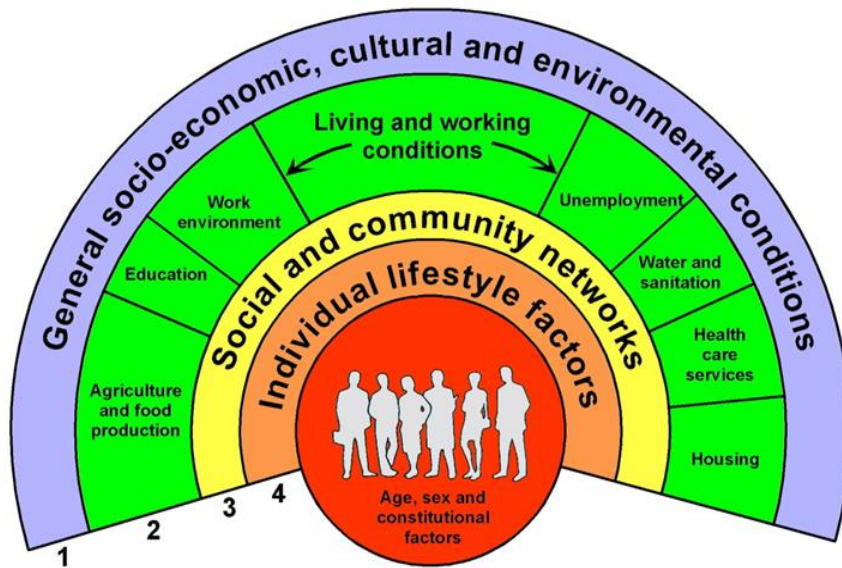 General socio-economic, cultural and environmental conditions
Living and working
conditions
Work
environment
Unemployment
Education
Water and
sanitation
Agriculture
and food
production
Health
care
services
Housing
Social and community networks
Individual lifestyle factors
Age, sex and
constitutional
factors
1
2
3
4